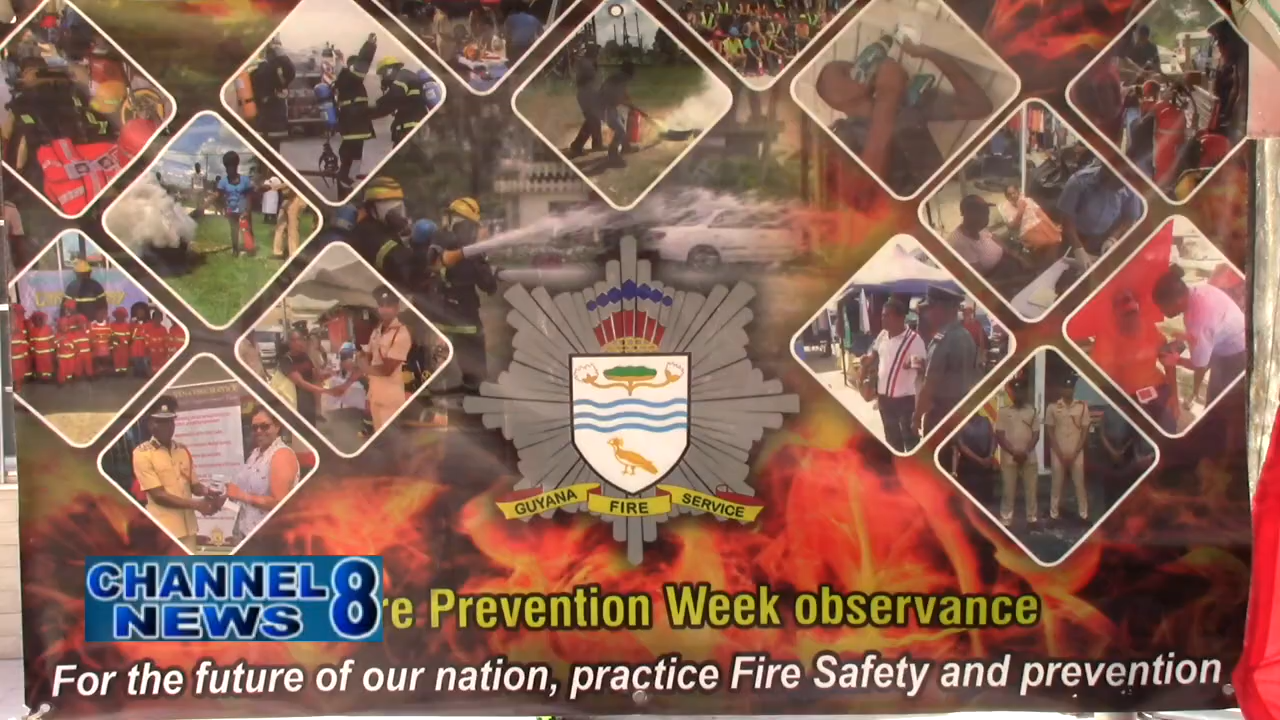 GUYANA FIRE SERVICE
CHANNEL 8
NEWS
re Prevention Week observance
For the future of our nation, practice Fire Safety and prevention